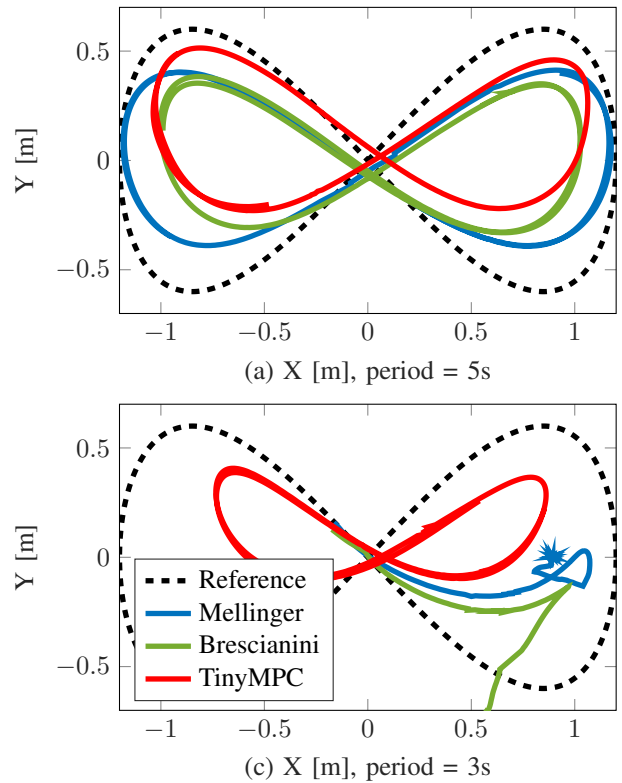 0.5
0
−0.5
Y [m]
−1
−0.5
0
0.5
1
(a) X [m], period = 5s
0.5
0
−0.5
Y [m]
Reference
Mellinger
Brescianini
TinyMPC
−1
−0.5
0
0.5
1
(c) X [m], period = 3s